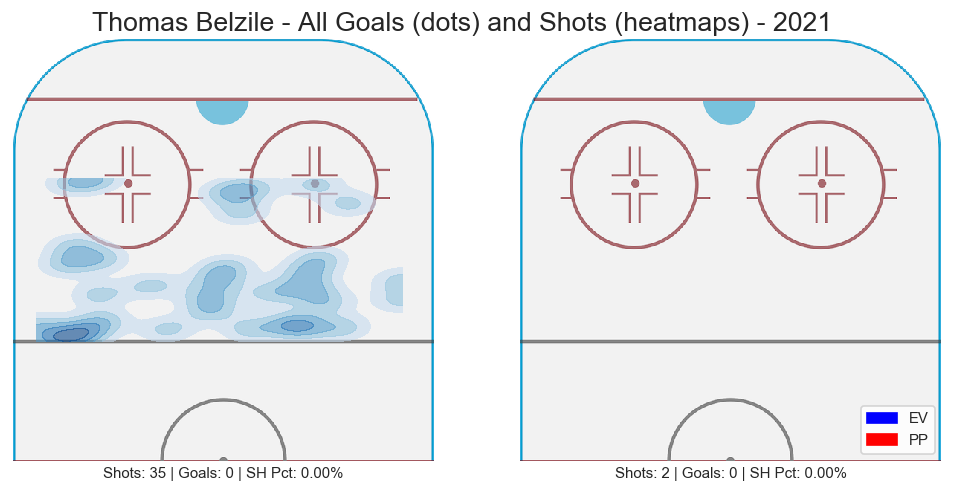 Thomas Belzile - All Goals (dots) and Shots (heatmaps) - 2021
EV
PP
Shots: 35 | Goals: 0 | SH Pct: 0.00%
Shots: 2 | Goals: 0 | SH Pct: 0.00%